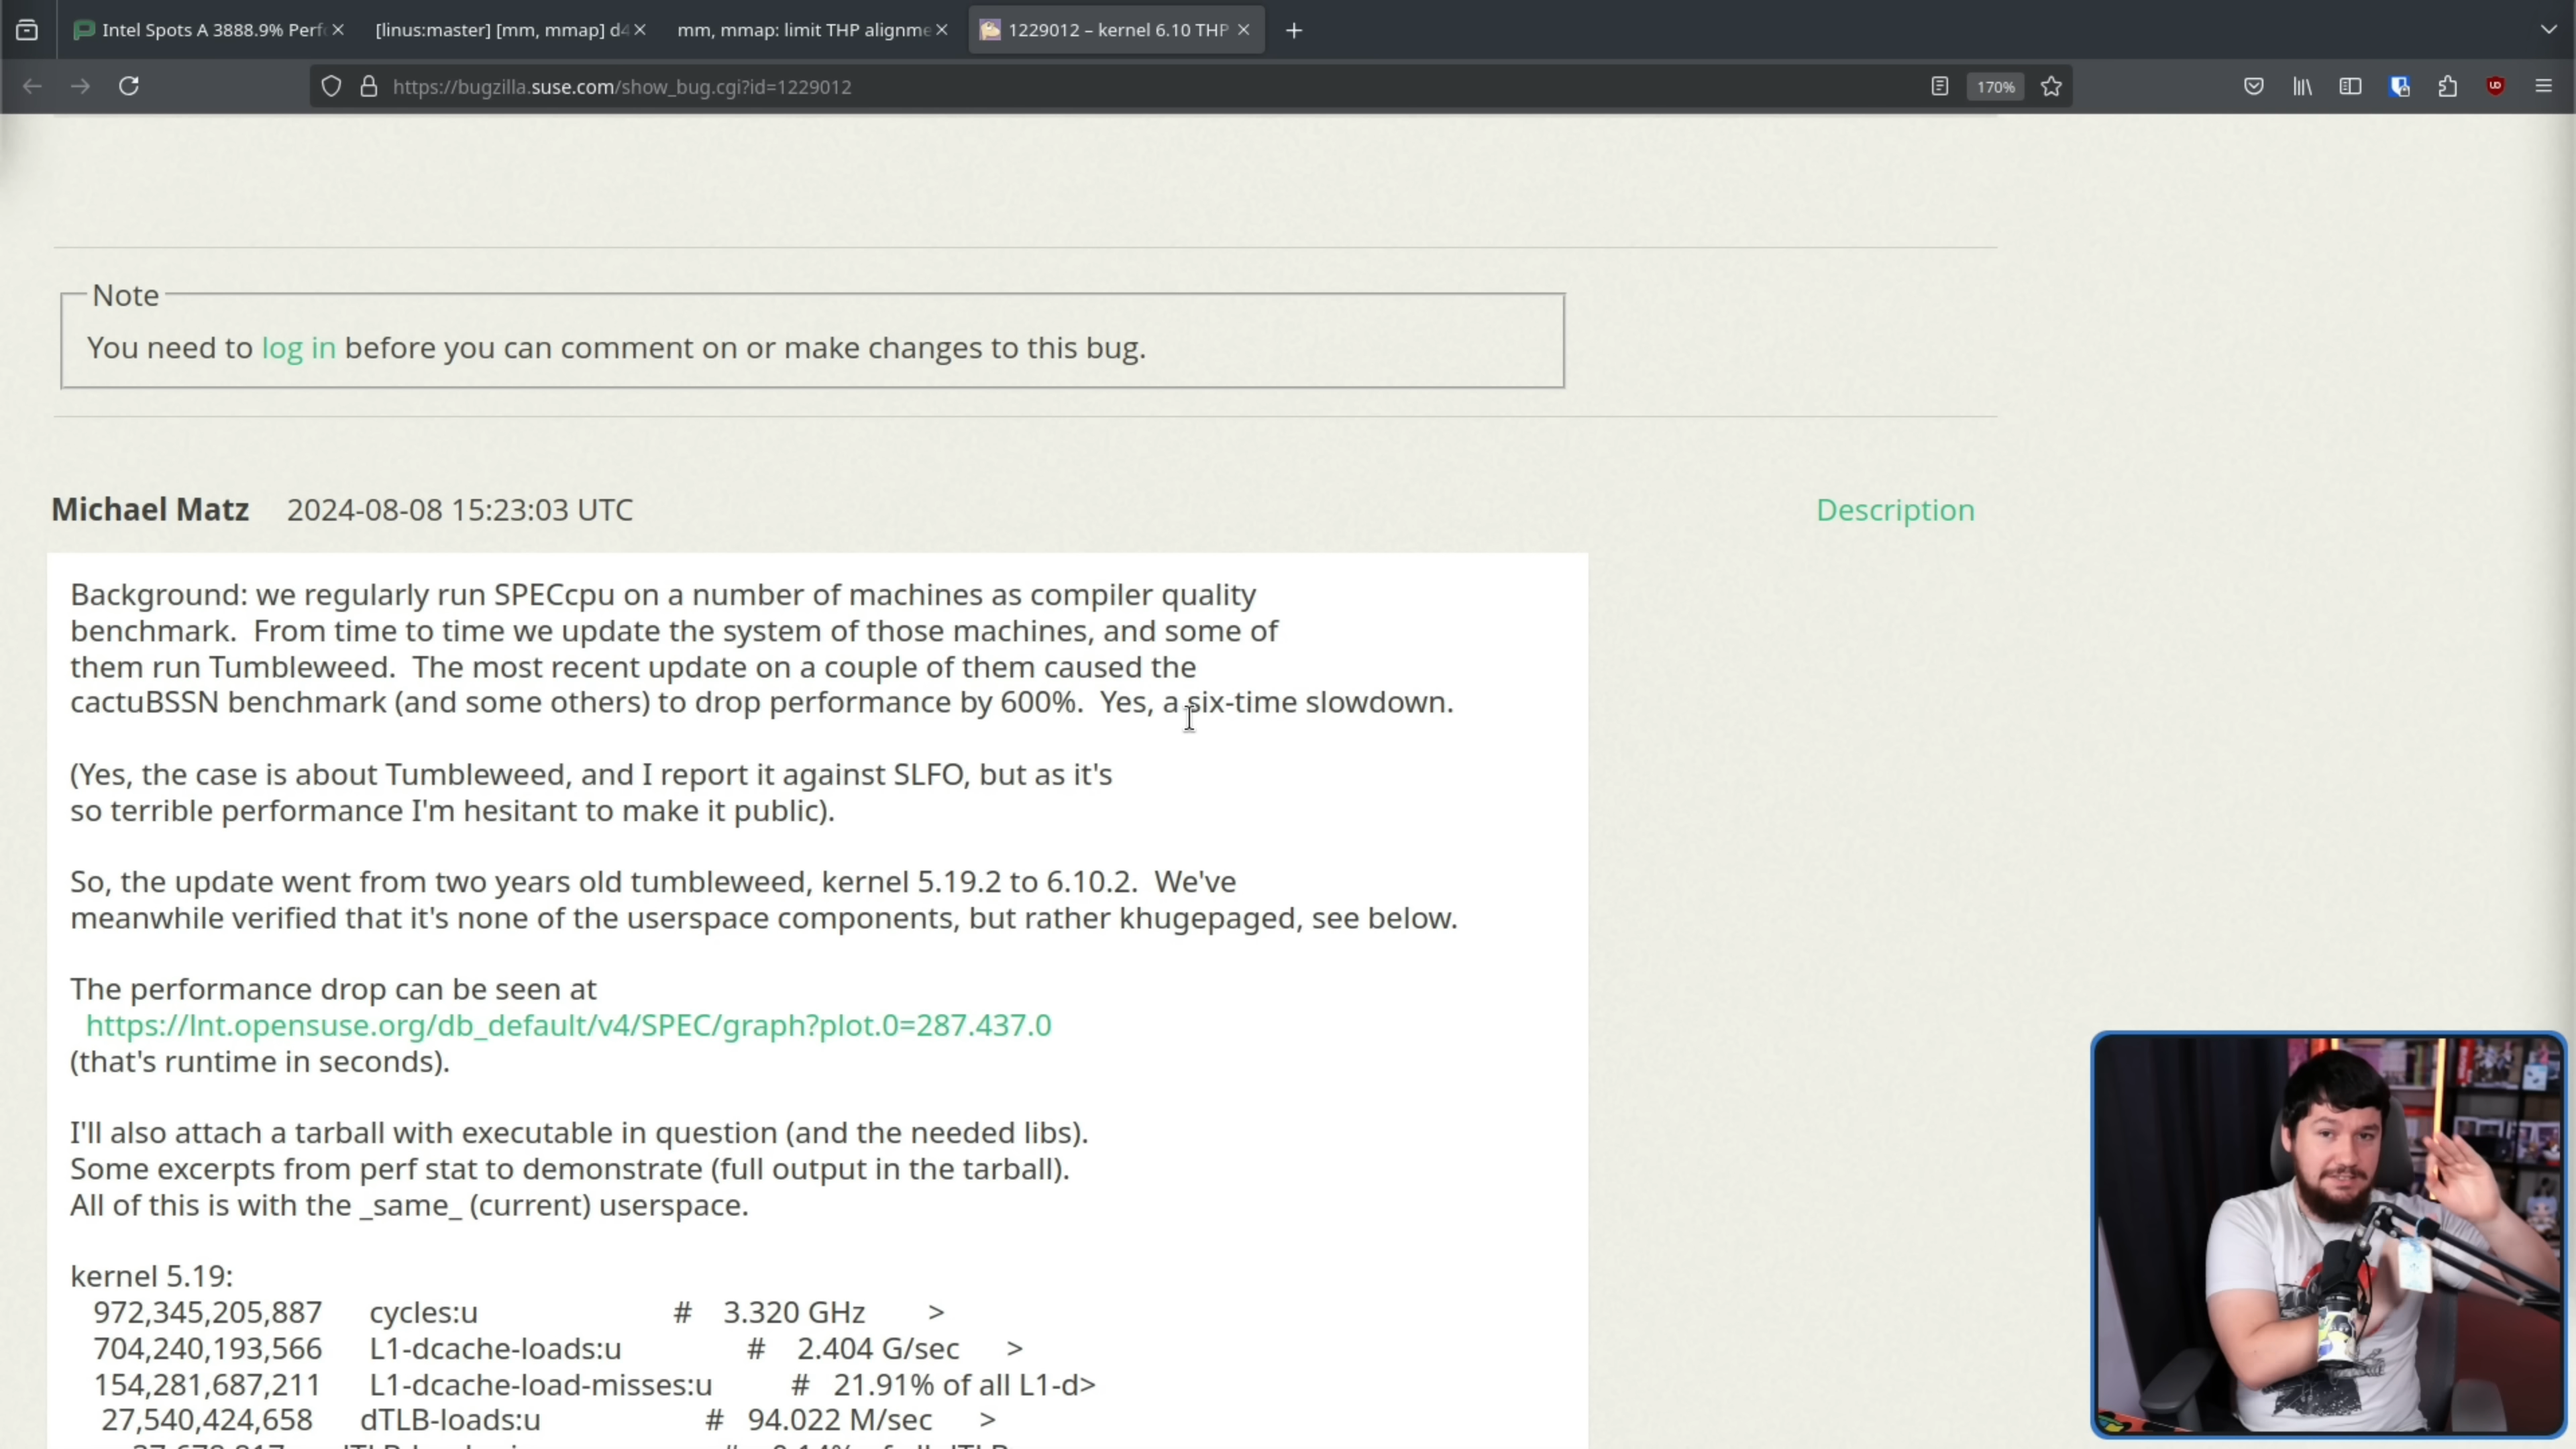 Intel Spots A 3888.9% Perf
[linus:master] [mm, mmap] d4
mm, mmap: limit THP alignme
1229012 – kernel 6.10 THP
https://bugzilla.suse.com/show_bug.cgi?id=1229012
170%
Note
You need to log in before you can comment on or make changes to this bug.
Michael Matz 2024-08-08 15:23:03 UTC
Description
Background: we regularly run SPECcpu on a number of machines as compiler quality
benchmark. From time to time we update the system of those machines, and some of
them run Tumbleweed. The most recent update on a couple of them caused the
cactuBSSN benchmark (and some others) to drop performance by 600%. Yes, a six-time slowdown.
(Yes, the case is about Tumbleweed, and I report it against SLFO, but as it's
so terrible performance I'm hesitant to make it public).
So, the update went from two years old tumbleweed, kernel 5.19.2 to 6.10.2. We've
meanwhile verified that it's none of the userspace components, but rather khugepaged, see below.
The performance drop can be seen at
https://lnt.opensuse.org/db_default/v4/SPEC/graph?plot.0=287.437.0
(that's runtime in seconds).
I'll also attach a tarball with executable in question (and the needed libs).
Some excerpts from perf stat to demonstrate (full output in the tarball).
All of this is with the _same_ (current) userspace.
kernel 5.19:
972,345,205,887 cycles:u # 3.320 GHz >
704,240,193,566 L1-dcache-loads:u # 2.404 G/sec >
154,281,687,211 L1-dcache-load-misses:u # 21.91% of all L1-d>
27,540,424,658 dTLB-loads:u # 94.022 M/sec >